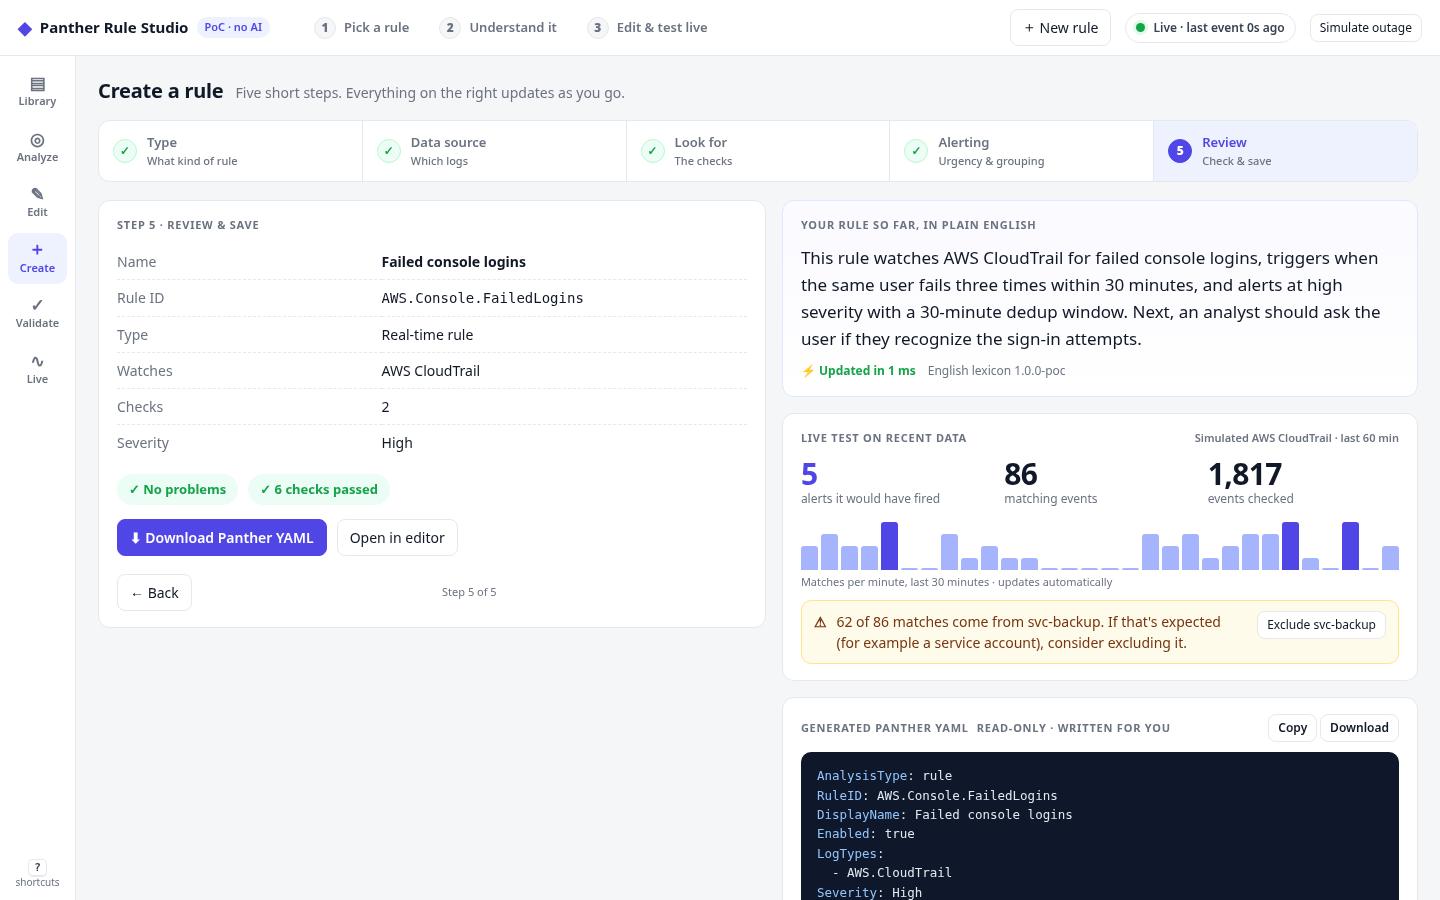 ◆ Panther Rule Studio PoC · no AI 1 Pick a rule 2 Understand it 3 Edit & test live + New rule Live · last event 0s ago Simulate outage
Library
Analyze
Edit
+
Create
✓
Validate
Live
?
shortcuts
Create a rule Five short steps. Everything on the right updates as you go.
✓ Type
What kind of rule
✓ Data source
Which logs
✓ Look for
The checks
✓ Alerting
Urgency & grouping
5 Review
Check & save
STEP 5 · REVIEW & SAVE
Name Failed console logins
Rule ID AWS.Console.FailedLogins
Type Real-time rule
Watches AWS CloudTrail
Checks 2
Severity High
✓ No problems ✓ 6 checks passed
⬇ Download Panther YAML Open in editor
← Back Step 5 of 5
YOUR RULE SO FAR, IN PLAIN ENGLISH
This rule watches AWS CloudTrail for failed console logins, triggers when
the same user fails three times within 30 minutes, and alerts at high
severity with a 30-minute dedup window. Next, an analyst should ask the
user if they recognize the sign-in attempts.
⚡ Updated in 1 ms English lexicon 1.0.0-poc
LIVE TEST ON RECENT DATA Simulated AWS CloudTrail · last 60 min
5 86 1,817
alerts it would have fired matching events events checked
Matches per minute, last 30 minutes · updates automatically
⚠ 62 of 86 matches come from svc-backup. If that's expected
(for example a service account), consider excluding it.
Exclude svc-backup
GENERATED PANTHER YAML READ-ONLY · WRITTEN FOR YOU Copy Download
AnalysisType: rule
RuleID: AWS.Console.FailedLogins
DisplayName: Failed console logins
Enabled: true
LogTypes:
- AWS.CloudTrail
Severity: High